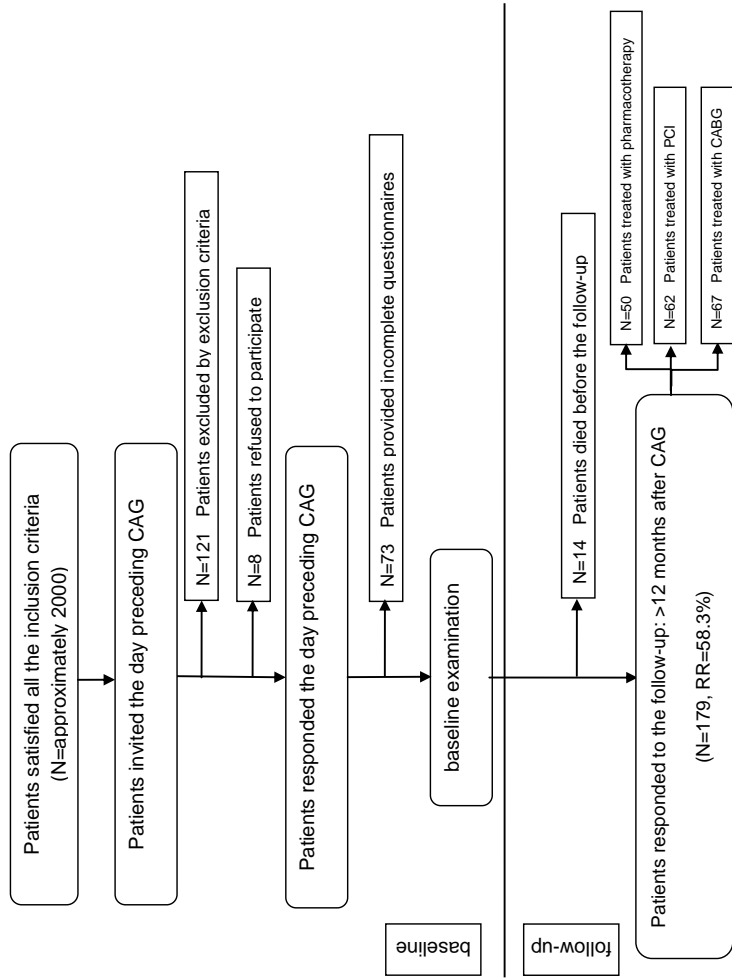 Patients satisfied all the inclusion criteria
(N=approximately 2000)
Patients invited the day preceding CAG
N=121 Patients excluded by exclusion criteria
N=8 Patients refused to participate
Patients responded the day preceding CAG
N=73 Patients provided incomplete questionnaires
baseline
baseline examination
follow-up
N=14 Patients died before the follow-up
Patients responded to the follow-up: >12 months after CAG
(N=179, RR=58.3%)
N=50 Patients treated with pharmacotherapy
N=62 Patients treated with PCI
N=67 Patients treated with CABG